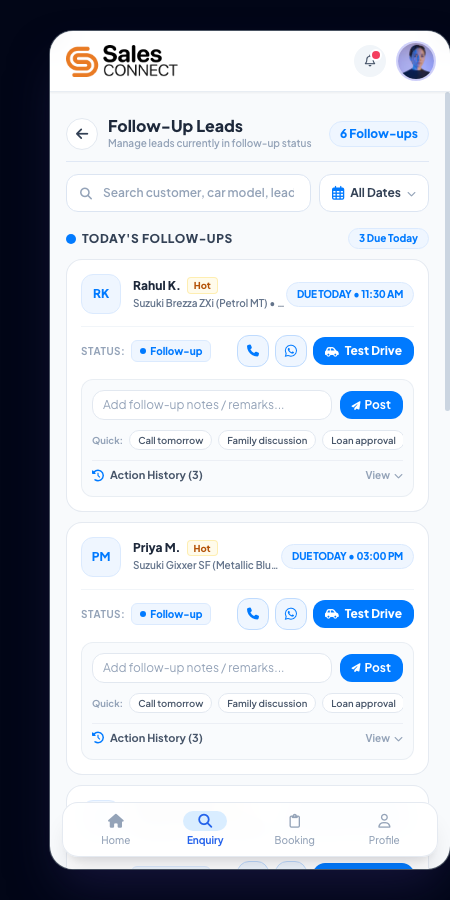 Sales
CONNECT
Follow-Up Leads
Manage leads currently in follow-up status
6 Follow-ups
Search customer, car model, leac
All Dates
TODAY'S FOLLOW-UPS
3 Due Today
RK
Rahul K.
Hot
Suzuki Brezza ZXi (Petrol MT) • ...
DUE TODAY • 11:30 AM
STATUS:
Follow-up
Test Drive
Add follow-up notes / remarks...
Post
Quick:
Call tomorrow
Family discussion
Loan approval
Action History (3)
View
PM
Priya M.
Hot
Suzuki Gixxer SF (Metallic Blu...
DUE TODAY • 03:00 PM
STATUS:
Follow-up
Test Drive
Add follow-up notes / remarks...
Post
Quick:
Call tomorrow
Family discussion
Loan approval
Action History (3)
View
Home
Enquiry
Booking
Profile